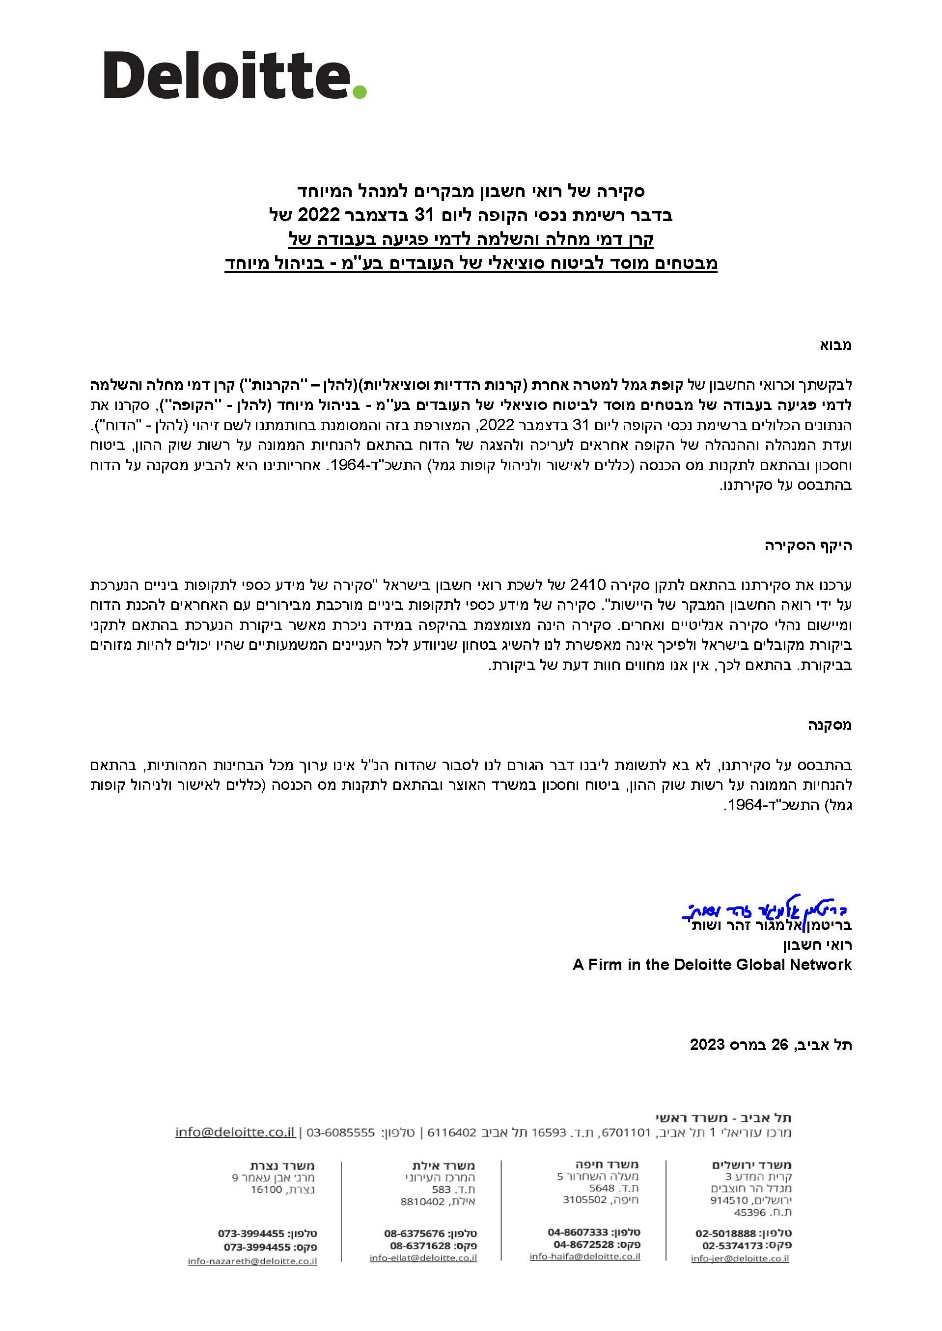 Deloitte.
סקירה של רואי חשבון מבקרים למנהל המיוחד
בדבר רשימת נכסי הקופה ליום 31 בדצמבר 2022 של
קרן דמי מחלה והשלמה לדמי פגיעה בעבודה של
מבטחים מוסד לביטוח סוציאלי של העובדים בע"מ - בניהול מיוחד
מבוא
לבקשתך וכרואי החשבון של קופת גמל למטרה אחרת (קרנות הדדיות וסוציאליות)(להלן – "הקרנות") קרן דמי מחלה והשלמה
לדמי פגיעה בעבודה של מבטחים מוסד לביטוח סוציאלי של העובדים בע"מ - בניהול מיוחד (להלן - "הקופה"), סקרנו את
הנתונים הכלולים ברשימת נכסי הקופה ליום 31 בדצמבר 2022, המצורפת בזה והמסומנת בחותמתנו לשם זיהוי (להלן - "הדוח").
ועדת המנהלה וההנהלה של הקופה אחראים לעריכה ולהצגה של הדוח בהתאם להנחיות הממונה על רשות שוק ההון, ביטוח
וחסכון ובהתאם לתקנות מס הכנסה (כללים לאישור ולניהול קופות גמל) התשכ"ד-1964. אחריותינו היא להביע מסקנה על הדוח
בהתבסס על סקירתנו.
היקף הסקירה
ערכנו את סקירתנו בהתאם לתקן סקירה 2410 של לשכת רואי חשבון בישראל "סקירה של מידע כספי לתקופות ביניים הנערכת
על ידי רואה החשבון המבקר של היישות". סקירה של מידע כספי לתקופות ביניים מורכבת מבירורים עם האחראים להכנת הדוח
ומיישום נהלי סקירה אנליטיים ואחרים. סקירה הינה מצומצמת בהיקפה במידה ניכרת מאשר ביקורת הנערכת בהתאם לתקני
ביקורת מקובלים בישראל ולפיכך אינה מאפשרת לנו להשיג בטחון שניוודע לכל העניינים המשמעותיים שהיו יכולים להיות מזוהים
בביקורת. בהתאם לכך, אין אנו מחווים חוות דעת של ביקורת.
מסקנה
בהתבסס על סקירתנו, לא בא לתשומת ליבנו דבר הגורם לנו לסבור שהדוח הנ"ל אינו ערוך מכל הבחינות המהותיות, בהתאם
להנחיות הממונה על רשות שוק ההון, ביטוח וחסכון במשרד האוצר ובהתאם לתקנות מס הכנסה (כללים לאישור ולניהול קופות
גמל) התשכ"ד-1964.
בריטמן אלמגור זהר ושות'
בריטמן אלמגור זהר ושות'
רואי חשבון
A Firm in the Deloitte Global Network
תל אביב, 26 במרס 2023
תל אביב - משרד ראשי
מרכז עזריאלי 1 תל אביב, 6701101, ת.ד. 16593 תל אביב 6116402 | טלפון: 03-6085555 | info@deloitte.co.il
משרד ירושלים
קרית המדע 3
מגדל הר חוצבים
ירושלים, 914510
ת.ח. 45396
טלפון: 02-5018888
פקס: 02-5374173
info-jer@deloitte.co.il
משרד חיפה
מעלה השחרור 5
ת.ד. 5648
חיפה, 3105502
טלפון: 04-8607333
פקס: 04-8672528
info-haifa@deloitte.co.il
משרד אילת
המרכז העירוני
ת.ד. 583
אילת, 8810402
טלפון: 08-6375676
פקס: 08-6371628
info-eilat@deloitte.co.il
משרד נצרת
מרג' אבן עאמר 9
נצרת, 16100
טלפון: 073-3994455
פקס: 073-3994455
info-nazareth@deloitte.co.il